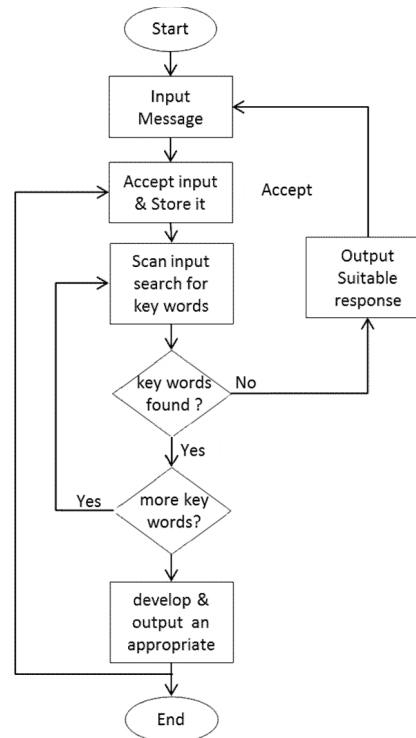 Start
Input
Message
Accept input
& Store it
Accept
Scan input
search for
key words
Output
Suitable
response
key words
found ?
No
Yes
more key
words?
Yes
develop &
output an
appropriate
End